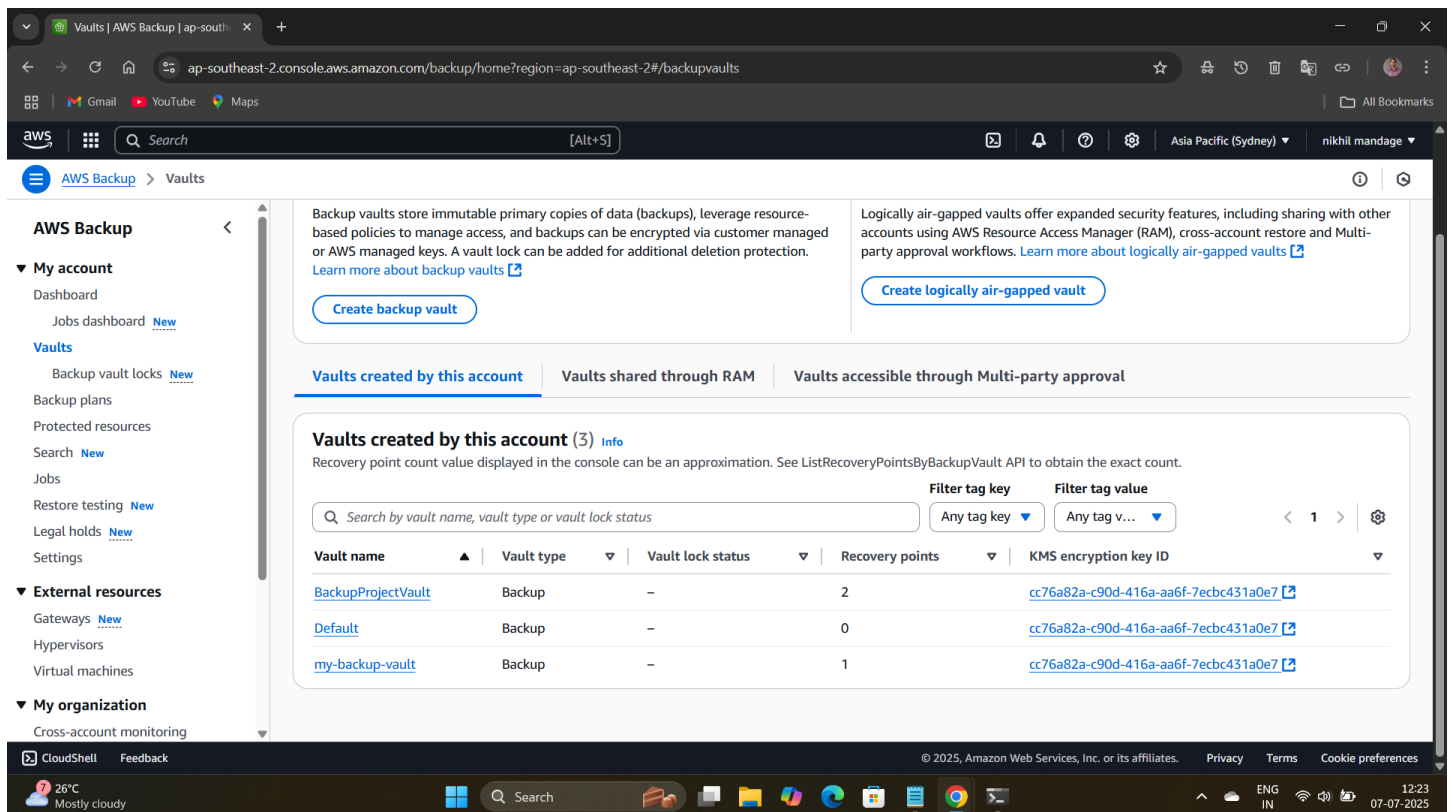 Vaults | AWS Backup | ap-south
ap-southeast-2.console.aws.amazon.com/backup/home?region=ap-southeast-2#/backupvaults
Gmail YouTube Maps All Bookmarks
aws Search [Alt+S] Asia Pacific (Sydney) nikhil mandage
AWS Backup > Vaults
AWS Backup
My account
Dashboard
Jobs dashboard New
Vaults
Backup vault locks New
Backup plans
Protected resources
Search New
Jobs
Restore testing New
Legal holds New
Settings
External resources
Gateways New
Hypervisors
Virtual machines
My organization
Cross-account monitoring
Backup vaults store immutable primary copies of data (backups), leverage resource-
based policies to manage access, and backups can be encrypted via customer managed
or AWS managed keys. A vault lock can be added for additional deletion protection.
Learn more about backup vaults
Create backup vault
Logically air-gapped vaults offer expanded security features, including sharing with other
accounts using AWS Resource Access Manager (RAM), cross-account restore and Multi-
party approval workflows. Learn more about logically air-gapped vaults
Create logically air-gapped vault
Vaults created by this account Vaults shared through RAM Vaults accessible through Multi-party approval
Vaults created by this account (3) Info
Recovery point count value displayed in the console can be an approximation. See ListRecoveryPointsByBackupVault API to obtain the exact count.
Filter tag key Filter tag value
Search by vault name, vault type or vault lock status Any tag key Any tag v... 1
Vault name Vault type Vault lock status Recovery points KMS encryption key ID
BackupProjectVault Backup – 2 cc76a82a-c90d-416a-aa6f-7ecbc431a0e7
Default Backup – 0 cc76a82a-c90d-416a-aa6f-7ecbc431a0e7
my-backup-vault Backup – 1 cc76a82a-c90d-416a-aa6f-7ecbc431a0e7
CloudShell Feedback © 2025, Amazon Web Services, Inc. or its affiliates. Privacy Terms Cookie preferences
7 26°C
Mostly cloudy
Search
ENG
IN
12:23
07-07-2025